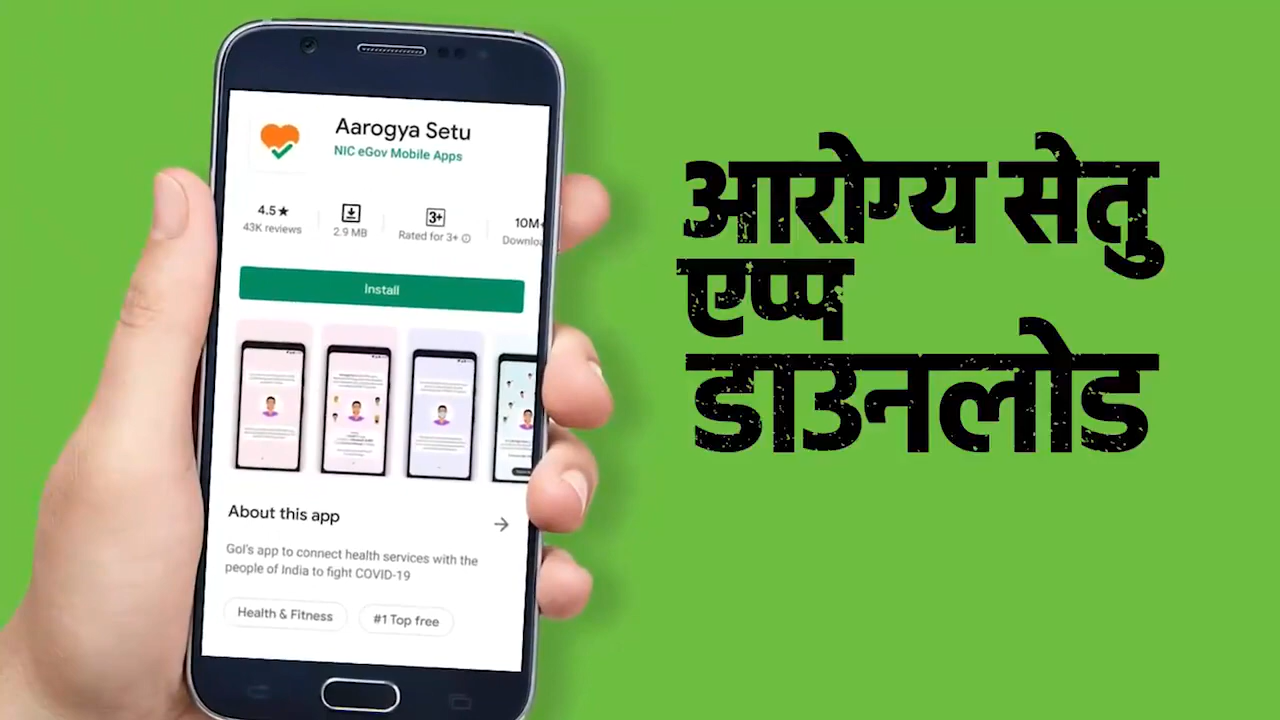 Aarogya Setu
NIC eGov Mobile Apps
4.5★
43K reviews
2.9 MB
3+
Rated for 3+
10M+
Downloa
Install
About this app
GoI's app to connect health services with the
people of India to fight COVID-19
Health & Fitness
#1 Top free
आरोग्य सेतु
एप्प
डाउनलोड